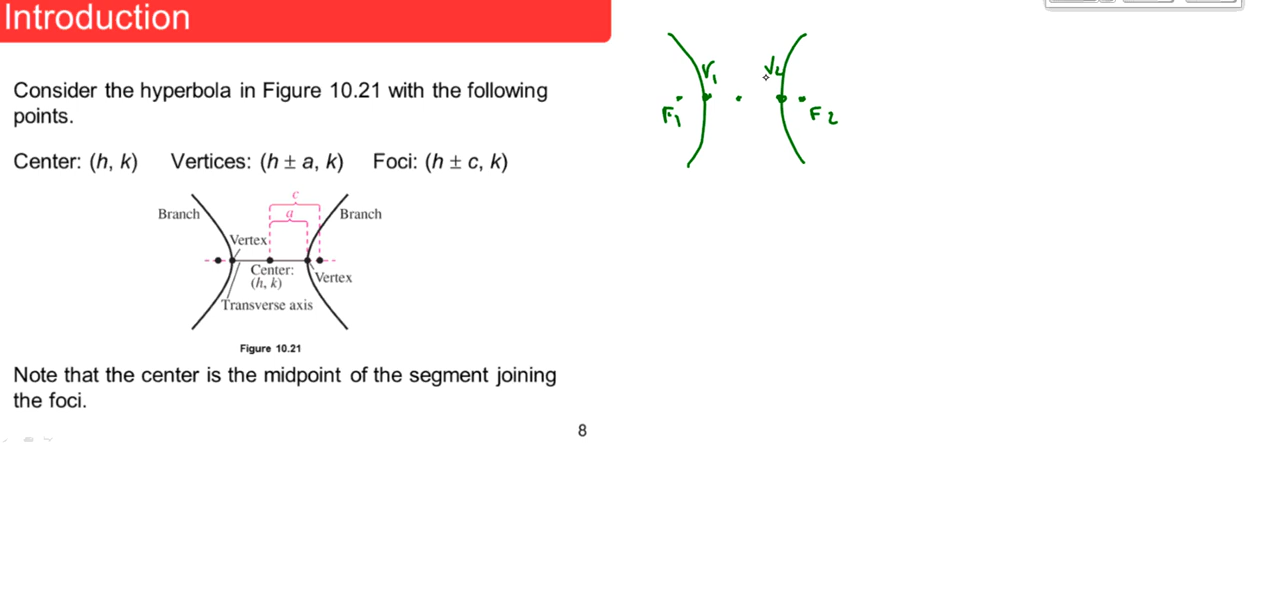 Introduction
Consider the hyperbola in Figure 10.21 with the following
points.
Center: (h, k) Vertices: (h ± a, k) Foci: (h ± c, k)
c
a
Branch
Branch
Vertex
Center:
(h, k)
Vertex
Transverse axis
Figure 10.21
Note that the center is the midpoint of the segment joining
the foci.
8
V₁
V₂
F₁
F₂